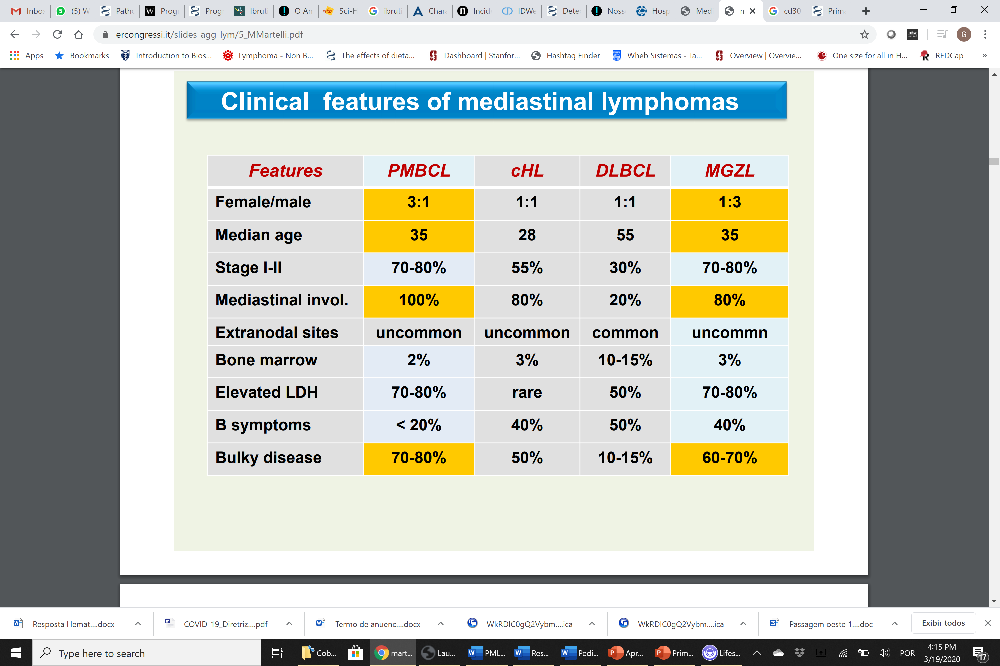 Inbo (5) W Patho W Prog Prog Ibruti O An Sci-H ibruti Chara n Incid IDWe Detec Noss Hosp Medi m cd30 Prima
ercongressi.it/slides-agg-lym/5_MMartelli.pdf G
Apps Bookmarks Introduction to Bios... Lymphoma - Non B... The effects of dieta... Dashboard | Stanfor... Hashtag Finder Wheb Sistemas - Ta... Overview | Overvie... One size for all in H... REDCap »
Clinical features of mediastinal lymphomas
Features PMBCL cHL DLBCL MGZL
Female/male 3:1 1:1 1:1 1:3
Median age 35 28 55 35
Stage I-II 70-80% 55% 30% 70-80%
Mediastinal invol. 100% 80% 20% 80%
Extranodal sites uncommon uncommon common uncommn
Bone marrow 2% 3% 10-15% 3%
Elevated LDH 70-80% rare 50% 70-80%
B symptoms < 20% 40% 50% 40%
Bulky disease 70-80% 50% 10-15% 60-70%
Resposta Hemat....docx COVID-19_Diretriz....pdf Termo de anuenc....docx WkRDIC0gQ2Vybm....ica WkRDIC0gQ2Vybm....ica Passagem oeste 1....doc Exibir todos
Type here to search Cob... mart... Lau... PML... Res... Pedi... Apr... Prim... Lifes... POR 4:15 PM
3/19/2020 17